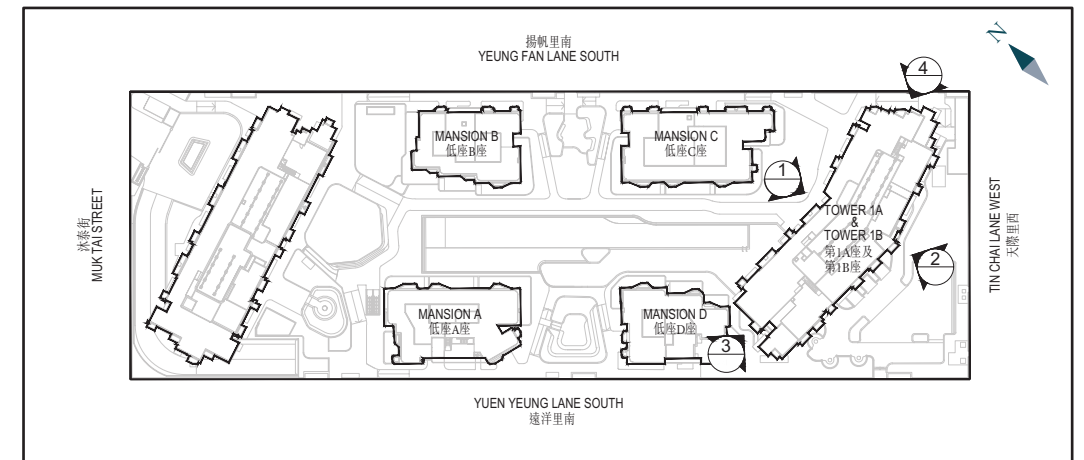 揚帆里南
YEUNG FAN LANE SOUTH
N
4
MANSION B
低座B座
MANSION C
低座C座
1
沐泰街
MUK TAI STREET
TOWER 1A
&
TOWER 1B
第1A座及
第1B座
2
TIN CHAI LANE WEST
天際里西
MANSION A
低座A座
MANSION D
低座D座
3
YUEN YEUNG LANE SOUTH
遠洋里南